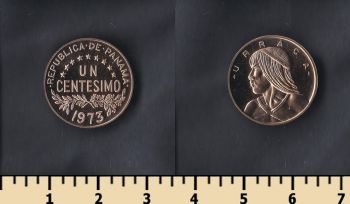 ·REPUBLICA·DE·PANAMA·
UN
CENTESIMO
1973
·URRACA·
1 2 3 4 5 6 7